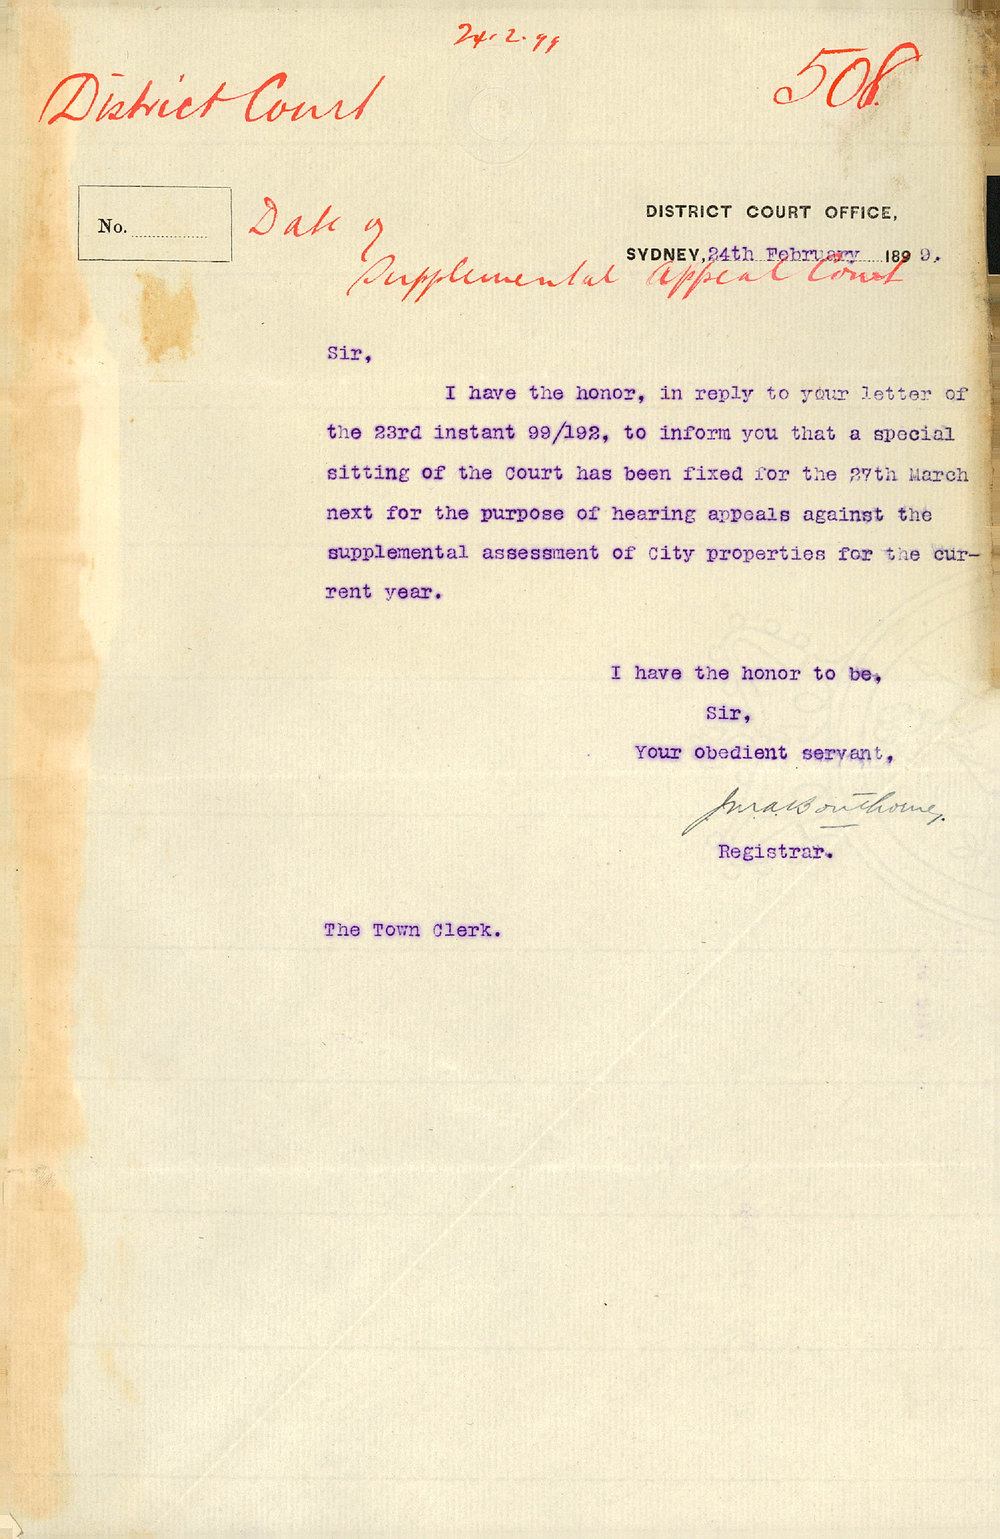 24.2.99
District Court
508.
No.
Date of
Supplemental Appeal Court
DISTRICT COURT OFFICE,
SYDNEY, 24th February 1899.
Sir,
I have the honor, in reply to your letter of
the 23rd instant 99/192, to inform you that a special
sitting of the Court has been fixed for the 27th March
next for the purpose of hearing appeals against the
supplemental assessment of City properties for the cur-
rent year.
I have the honor to be,
Sir,
Your obedient servant,
Registrar.
The Town Clerk.